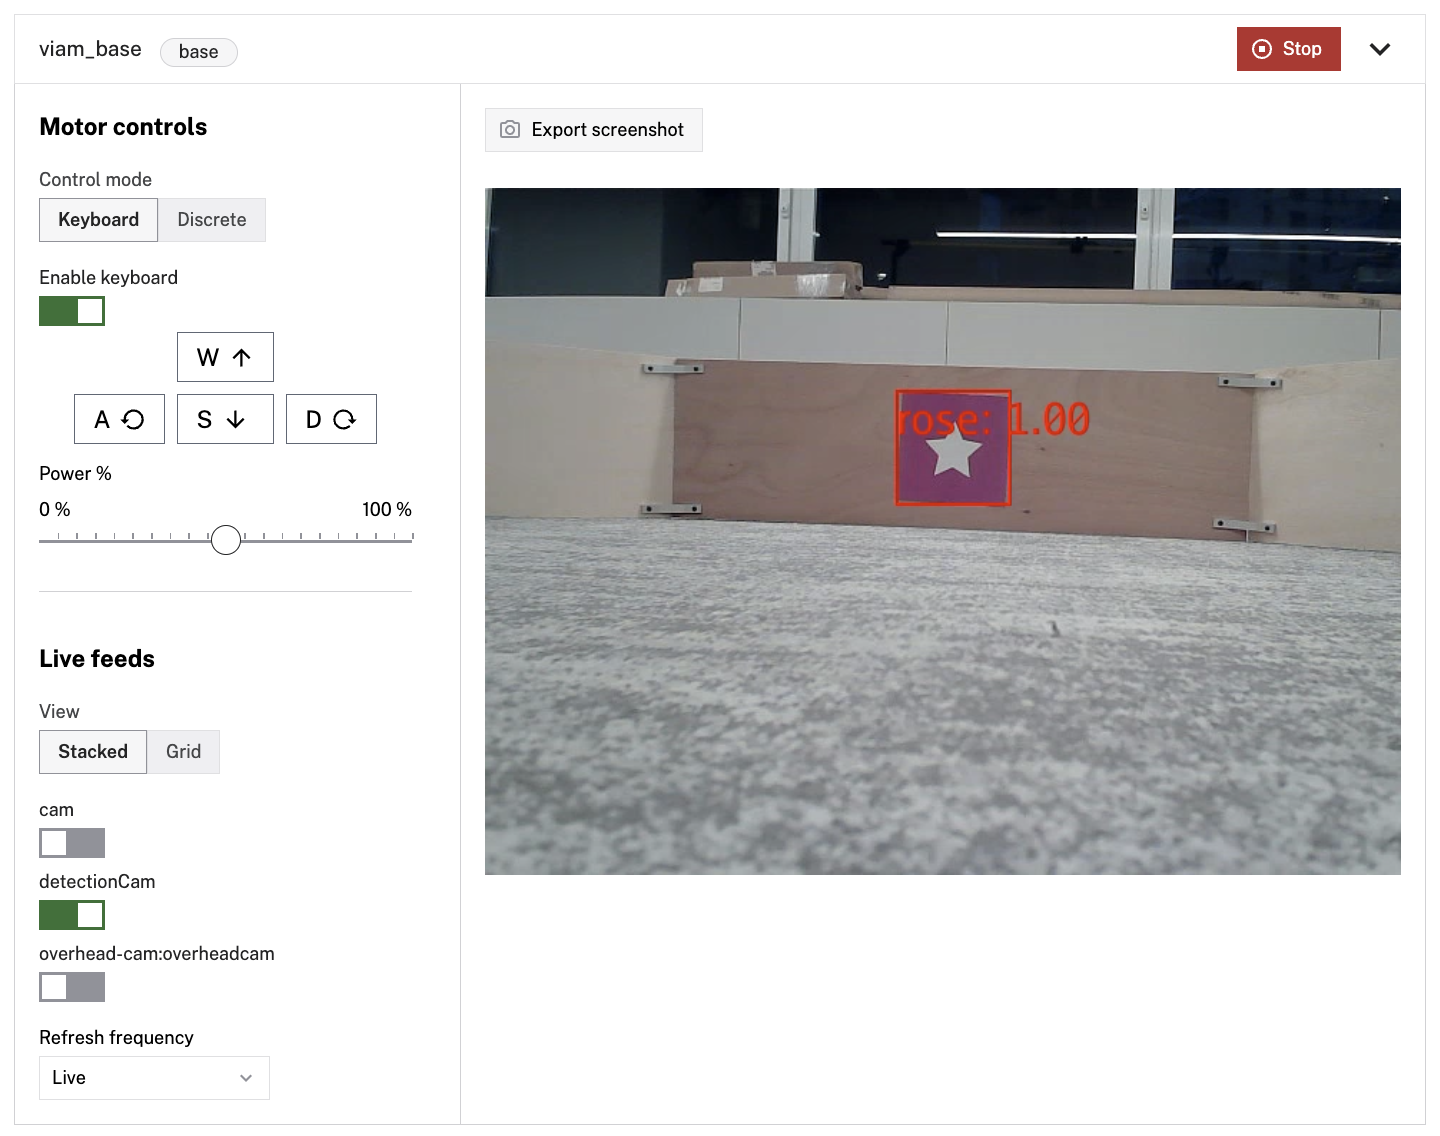 viam_base base Stop
Motor controls
Export screenshot
Control mode
Keyboard Discrete
Enable keyboard
W
A S D
Power %
0 % 100 %
Live feeds
View
Stacked Grid
cam
detectionCam
overhead-cam:overheadcam
Refresh frequency
Live
rose: 1.00